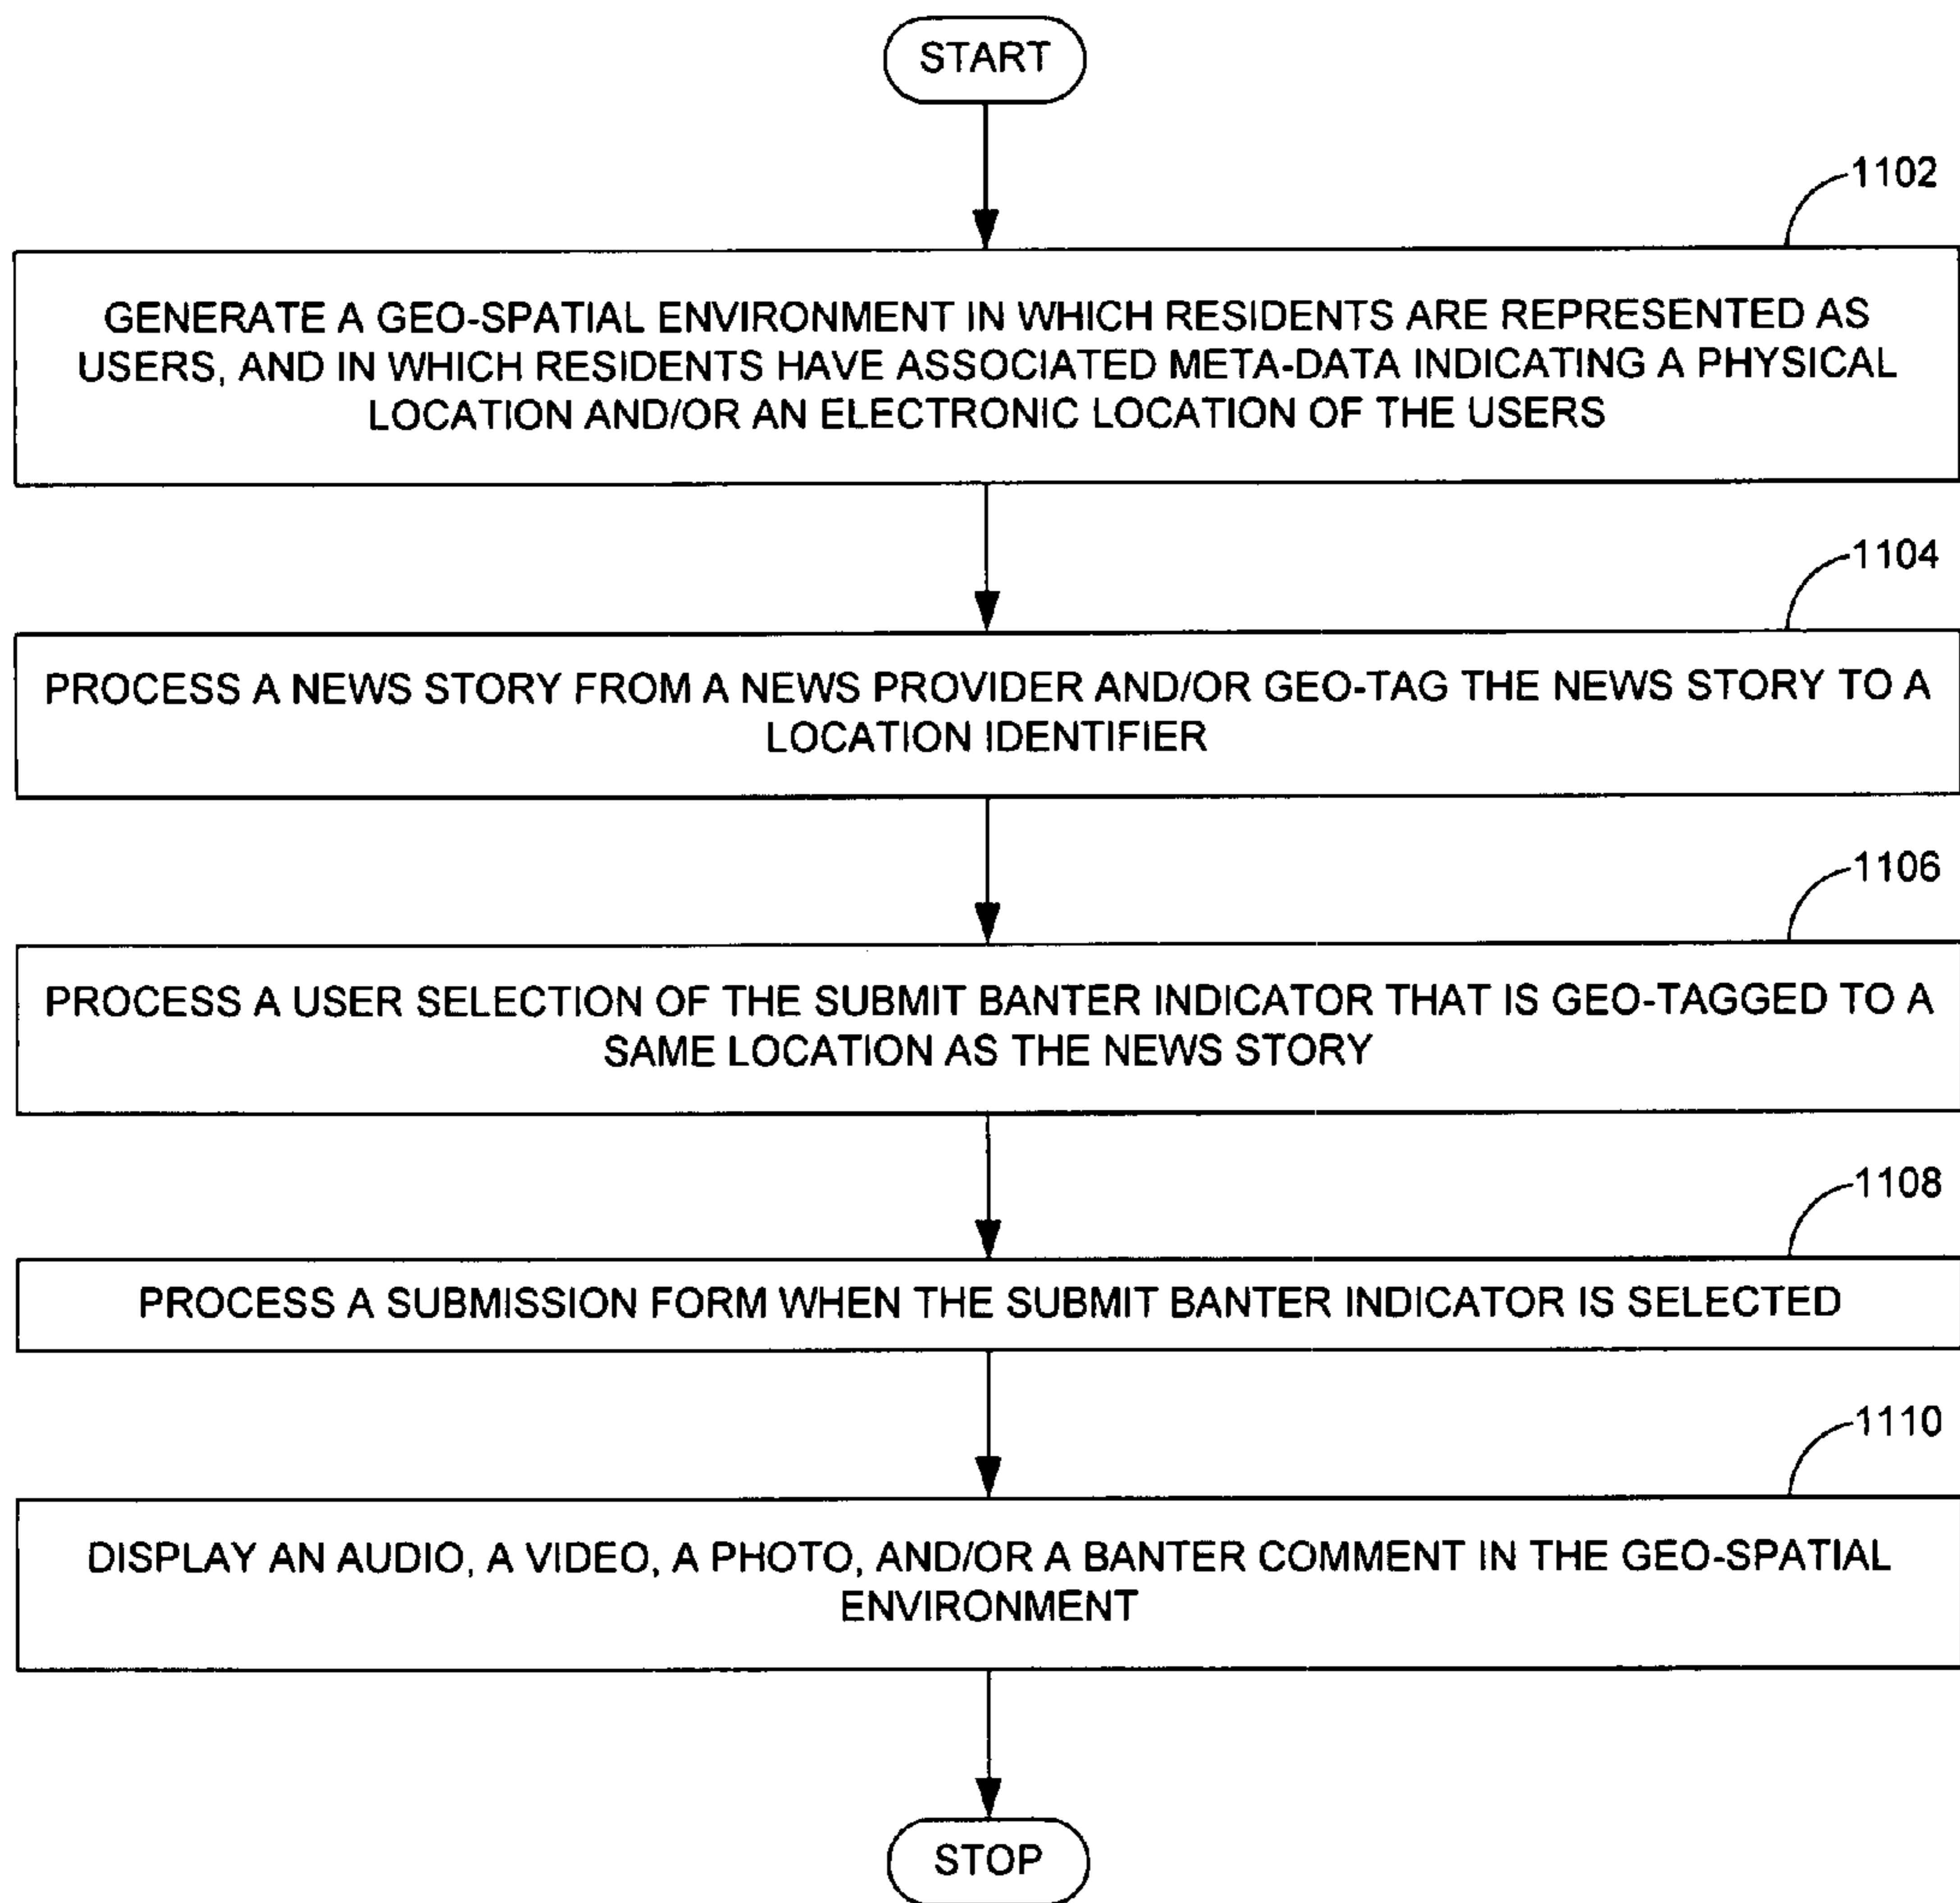 START
1102
GENERATE A GEO-SPATIAL ENVIRONMENT IN WHICH RESIDENTS ARE REPRESENTED AS
USERS, AND IN WHICH RESIDENTS HAVE ASSOCIATED META-DATA INDICATING A PHYSICAL
LOCATION AND/OR AN ELECTRONIC LOCATION OF THE USERS
1104
PROCESS A NEWS STORY FROM A NEWS PROVIDER AND/OR GEO-TAG THE NEWS STORY TO A
LOCATION IDENTIFIER
1106
PROCESS A USER SELECTION OF THE SUBMIT BANTER INDICATOR THAT IS GEO-TAGGED TO A
SAME LOCATION AS THE NEWS STORY
1108
PROCESS A SUBMISSION FORM WHEN THE SUBMIT BANTER INDICATOR IS SELECTED
1110
DISPLAY AN AUDIO, A VIDEO, A PHOTO, AND/OR A BANTER COMMENT IN THE GEO-SPATIAL
ENVIRONMENT
STOP